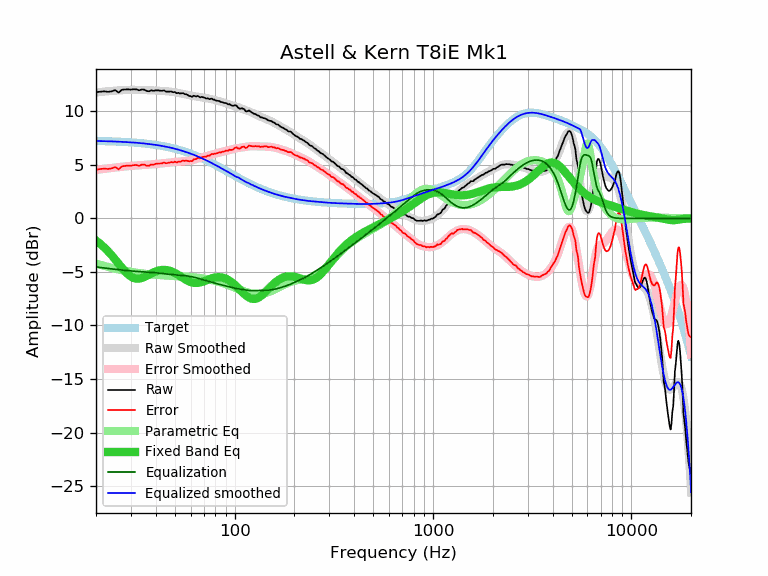 Astell & Kern T8iE Mk1
10
5
0
−5
−10
−15
−20
−25
Amplitude (dBr)
Target
Raw Smoothed
Error Smoothed
Raw
Error
Parametric Eq
Fixed Band Eq
Equalization
Equalized smoothed
100
1000
10000
Frequency (Hz)